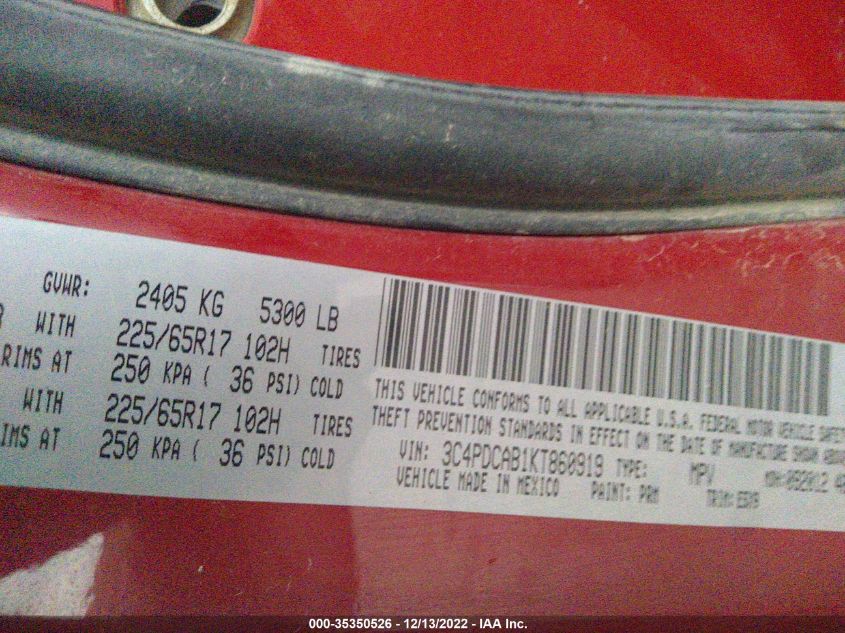 GVWR: 2405 KG 5300 LB
WITH 225/65R17 102H TIRES
RIMS AT 250 KPA ( 36 PSI) COLD
WITH 225/65R17 102H TIRES
IMS AT 250 KPA ( 36 PSI) COLD
THIS VEHICLE CONFORMS TO ALL APPLICABLE U.S.A. FEDERAL MOTOR VEHICLE SAFETY
THEFT PREVENTION STANDARDS IN EFFECT ON THE DATE OF MANUFACTURE SHOWN ABOVE
VIN: 3C4PDCAB1KT860919 TYPE: MPV
VEHICLE MADE IN MEXICO PAINT: PRM
000-35350526 - 12/13/2022 - IAA Inc.